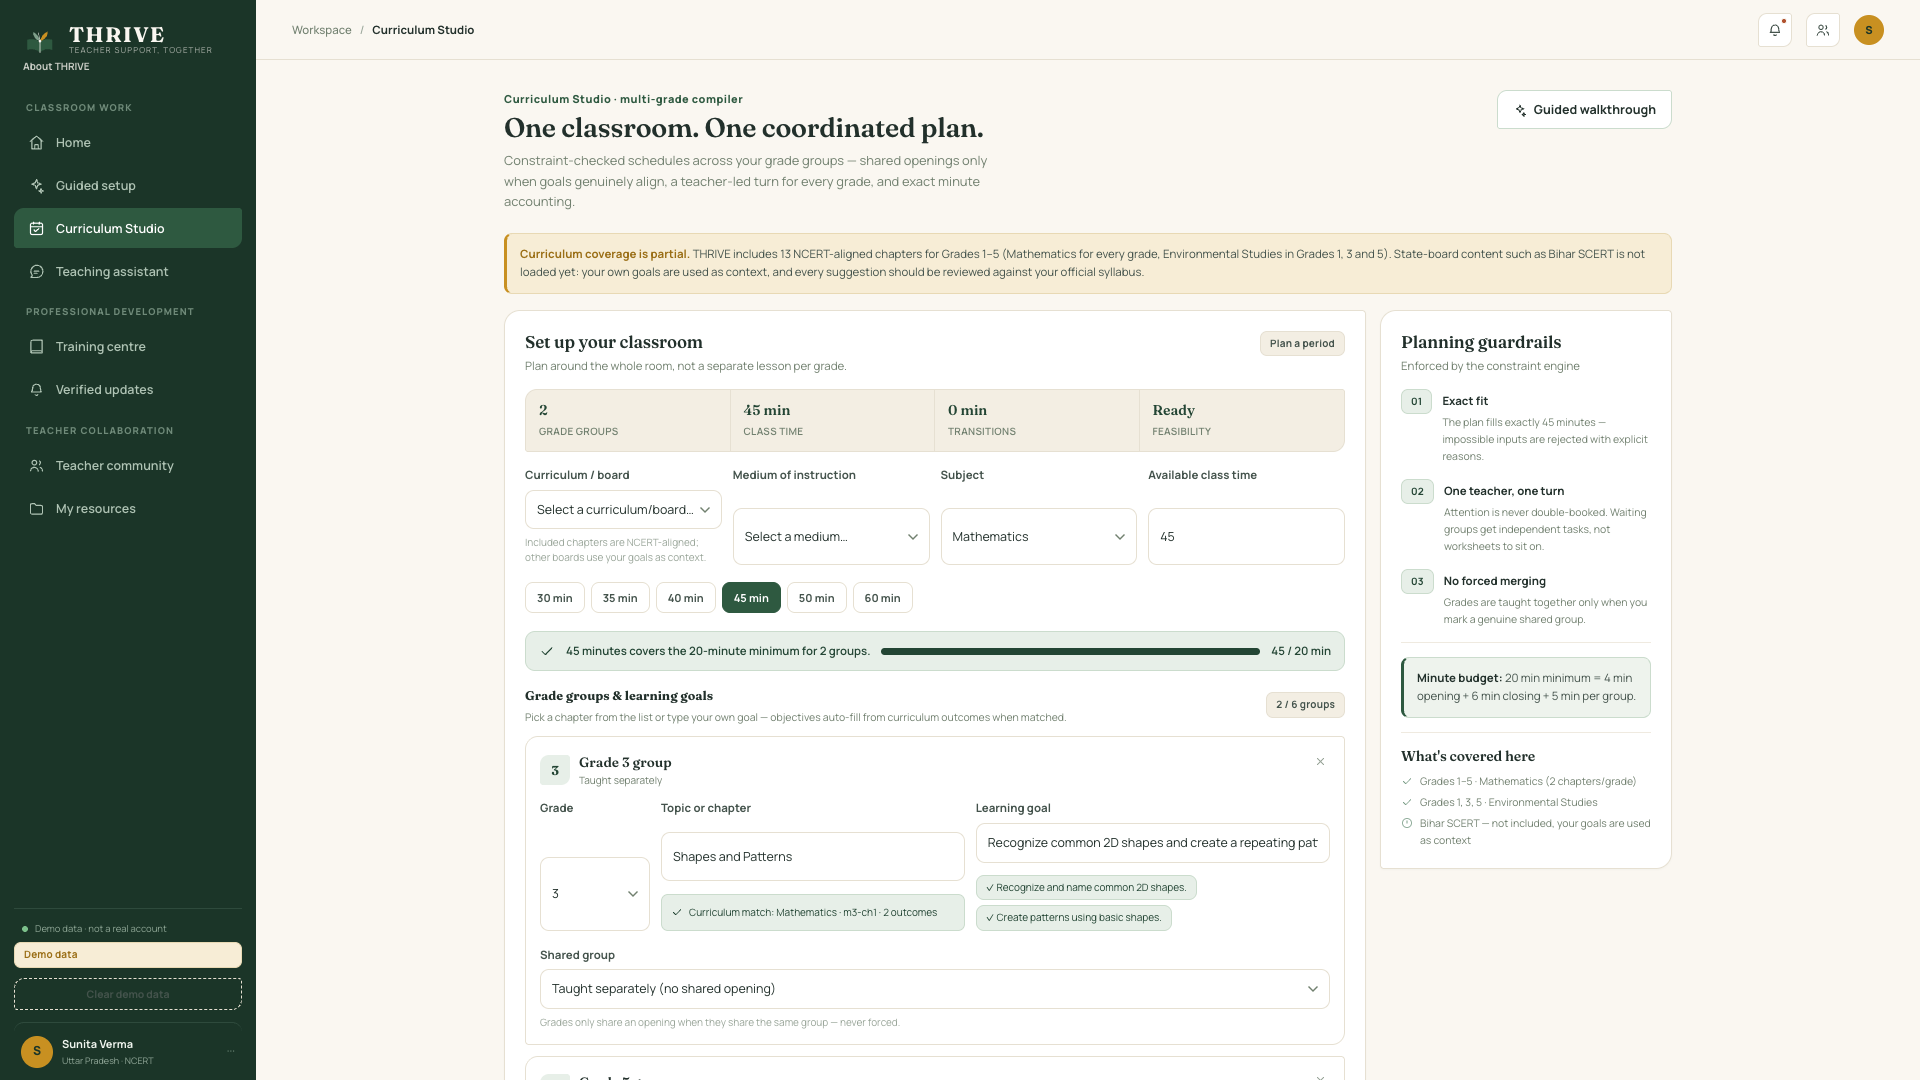 THRIVE
TEACHER SUPPORT, TOGETHER
About THRIVE
CLASSROOM WORK
Home
Guided setup
Curriculum Studio
Teaching assistant
PROFESSIONAL DEVELOPMENT
Training centre
Verified updates
TEACHER COLLABORATION
Teacher community
My resources
Demo data · not a real account
Demo data
Clear demo data
S
Sunita Verma
Uttar Pradesh · NCERT
Workspace / Curriculum Studio
S
Curriculum Studio · multi-grade compiler
One classroom. One coordinated plan.
Constraint-checked schedules across your grade groups — shared openings only
when goals genuinely align, a teacher-led turn for every grade, and exact minute
accounting.
Guided walkthrough
Curriculum coverage is partial. THRIVE includes 13 NCERT-aligned chapters for Grades 1–5 (Mathematics for every grade, Environmental Studies in Grades 1, 3 and 5). State-board content such as Bihar SCERT is not
loaded yet: your own goals are used as context, and every suggestion should be reviewed against your official syllabus.
Set up your classroom
Plan around the whole room, not a separate lesson per grade.
Plan a period
2
GRADE GROUPS
45 min
CLASS TIME
0 min
TRANSITIONS
Ready
FEASIBILITY
Curriculum / board
Select a curriculum/board...
Included chapters are NCERT-aligned;
other boards use your goals as context.
Medium of instruction
Select a medium...
Subject
Mathematics
Available class time
45
30 min
35 min
40 min
45 min
50 min
60 min
45 minutes covers the 20-minute minimum for 2 groups.
45 / 20 min
Grade groups & learning goals
Pick a chapter from the list or type your own goal — objectives auto-fill from curriculum outcomes when matched.
2 / 6 groups
3
Grade 3 group
Taught separately
Grade
3
Topic or chapter
Shapes and Patterns
Curriculum match: Mathematics · m3-ch1 · 2 outcomes
Learning goal
Recognize common 2D shapes and create a repeating pat
✓ Recognize and name common 2D shapes.
✓ Create patterns using basic shapes.
Shared group
Taught separately (no shared opening)
Grades only share an opening when they share the same group — never forced.
Planning guardrails
Enforced by the constraint engine
01
Exact fit
The plan fills exactly 45 minutes —
impossible inputs are rejected with explicit
reasons.
02
One teacher, one turn
Attention is never double-booked. Waiting
groups get independent tasks, not
worksheets to sit on.
03
No forced merging
Grades are taught together only when you
mark a genuine shared group.
Minute budget: 20 min minimum = 4 min
opening + 6 min closing + 5 min per group.
What's covered here
Grades 1–5 · Mathematics (2 chapters/grade)
Grades 1, 3, 5 · Environmental Studies
Bihar SCERT — not included, your goals are used
as context